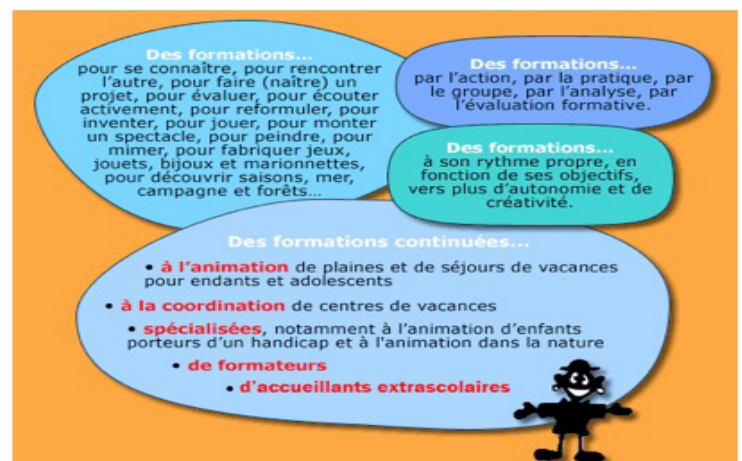 Des formations...
pour se connaître, pour rencontrer
l'autre, pour faire (naître) un
projet, pour évaluer, pour écouter
activement, pour reformuler, pour
inventer, pour jouer, pour monter
un spectacle, pour peindre, pour
mimer, pour fabriquer jeux,
jouets, bijoux et marionnettes,
pour découvrir saisons, mer,
campagne et forêts...
Des formations...
par l'action, par la pratique, par
le groupe, par l'analyse, par
l'évaluation formative.
Des formations...
à son rythme propre, en
fonction de ses objectifs,
vers plus d'autonomie et de
créativité.
Des formations continuées...
• à l'animation de plaines et de séjours de vacances
pour endants et adolescents
• à la coordination de centres de vacances
• spécialisées, notamment à l'animation d'enfants
porteurs d'un handicap et à l'animation dans la nature
• de formateurs
• d'accueillants extrascolaires